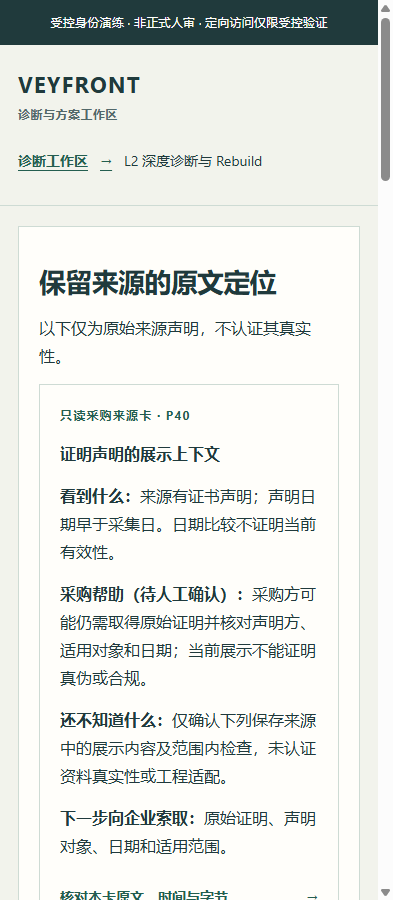 受控身份演练 · 非正式人审 · 定向访问仅限受控验证
VEYFRONT
诊断与方案工作区
诊断工作区 → L2 深度诊断与 Rebuild
保留来源的原文定位
以下仅为原始来源声明，不认证其真实
性。
只读采购来源卡 · P40
证明声明的展示上下文
看到什么：来源有证书声明；声明日
期早于采集日。日期比较不证明当前
有效性。
采购帮助（待人工确认）：采购方可
能仍需取得原始证明并核对声明方、
适用对象和日期；当前展示不能证明
真伪或合规。
还不知道什么：仅确认下列保存来源
中的展示内容及范围内检查，未认证
资料真实性或工程适配。
下一步向企业索取：原始证明、声明
对象、日期和适用范围。
核对本卡原文、时间与字节 →